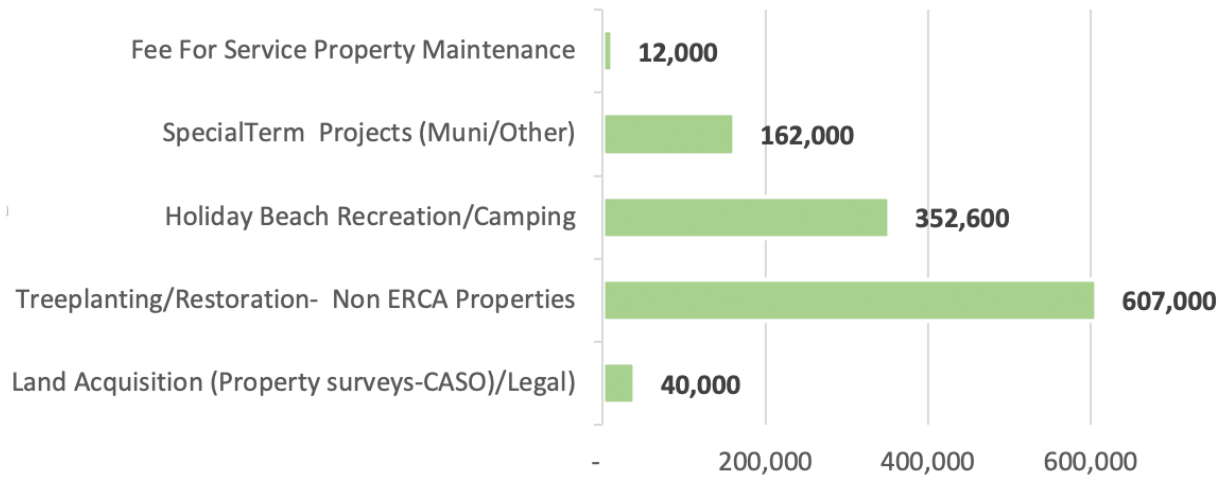 Fee For Service Property Maintenance 12,000
SpecialTerm  Projects (Muni/Other) 162,000
Holiday Beach Recreation/Camping 352,600
Treeplanting/Restoration-  Non ERCA Properties 607,000
Land Acquisition (Property surveys-CASO)/Legal) 40,000
- 200,000 400,000 600,000